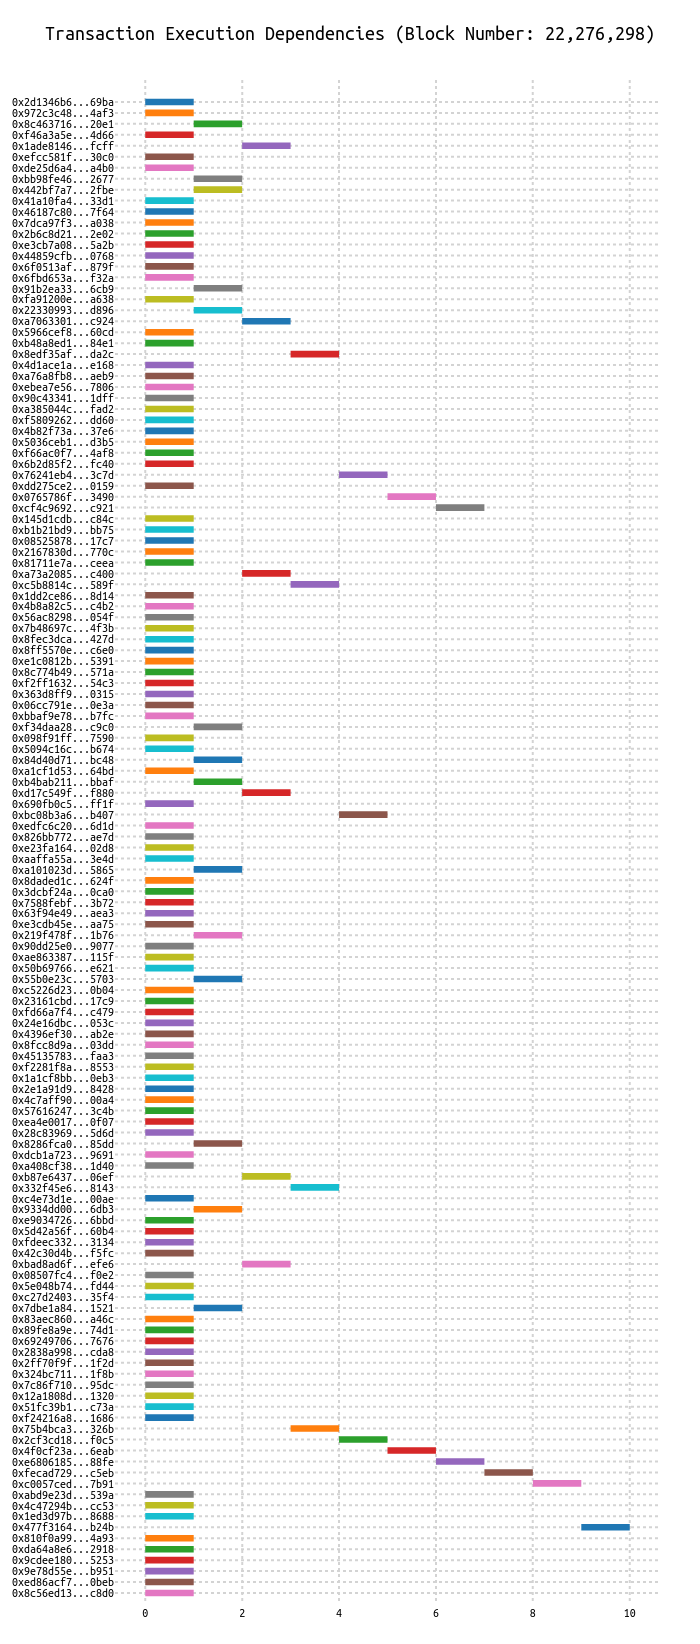 Transaction Execution Dependencies (Block Number: 22,276,298)
0x2d1346b6...69ba
0x972c3c48...4af3
0x8c463716...20e1
0xf46a3a5e...4d66
0x1ade8146...fcff
0xefcc581f...30c0
0xde25d6a4...a4b0
0xbb98fe46...2677
0x442bf7a7...2fbe
0x41a10fa4...33d1
0x46187c80...7f64
0x7dca97f3...a038
0x2b6c8d21...2e02
0xe3cb7a08...5a2b
0x44859cfb...0768
0x6f0513af...879f
0x6fbd653a...f32a
0x91b2ea33...6cb9
0xfa91200e...a638
0x22330993...d896
0xa7063301...c924
0x5966cef8...60cd
0xb48a8ed1...84e1
0x8edf35af...da2c
0x4d1ace1a...e168
0xa76a8fb8...aeb9
0xebea7e56...7806
0x90c43341...1dff
0xa385044c...fad2
0xf5809262...dd60
0x4b82f73a...37e6
0x5036ceb1...d3b5
0xf66ac0f7...4af8
0x6b2d85f2...fc40
0x76241eb4...3c7d
0xdd275ce2...0159
0x0765786f...3490
0xcf4c9692...c921
0x145d1cdb...c84c
0xb1b21bd9...bb75
0x08525878...17c7
0x2167830d...770c
0x81711e7a...ceea
0xa73a2085...c400
0xc5b8814c...589f
0x1dd2ce86...8d14
0x4b8a82c5...c4b2
0x56ac8298...054f
0x7b48697c...4f3b
0x8fec3dca...427d
0x8ff5570e...c6e0
0xe1c0812b...5391
0x8c774b49...571a
0xf2ff1632...54c3
0x363d8ff9...0315
0x06cc791e...0e3a
0xbbaf9e78...b7fc
0xf34daa28...c9c0
0x098f91ff...7590
0x5094c16c...b674
0x84d40d71...bc48
0xa1cf1d53...64bd
0xb4bab211...bbaf
0xd17c549f...f880
0x690fb0c5...ff1f
0xbc08b3a6...b407
0xedfc6c20...6d1d
0x826bb772...ae7d
0xe23fa164...02d8
0xaaffa55a...3e4d
0xa101023d...5865
0x8daded1c...624f
0x3dcbf24a...0ca0
0x7588febf...3b72
0x63f94e49...aea3
0xe3cdb45e...aa75
0x219f478f...1b76
0x90dd25e0...9077
0xae863387...115f
0x50b69766...e621
0x55b0e23c...5703
0xc5226d23...0b04
0x23161cbd...17c9
0xfd66a7f4...c479
0x24e16dbc...053c
0x4396ef30...ab2e
0x8fcc8d9a...03dd
0x45135783...faa3
0xf2281f8a...8553
0x1a1cf8bb...0eb3
0x2e1a91d9...8428
0x4c7aff90...00a4
0x57616247...3c4b
0xea4e0017...0f07
0x28c83969...5d6d
0x8286fca0...85dd
0xdcb1a723...9691
0xa408cf38...1d40
0xb87e6437...06ef
0x332f45e6...8143
0xc4e73d1e...00ae
0x9334dd00...6db3
0xe9034726...6bbd
0x5d42a56f...60b4
0xfdeec332...3134
0x42c30d4b...f5fc
0xbad8ad6f...efe6
0x08507fc4...f0e2
0x5e048b74...fd44
0xc27d2403...35f4
0x7dbe1a84...1521
0x83aec860...a46c
0x89fe8a9e...74d1
0x69249706...7676
0x2838a998...cda8
0x2ff70f9f...1f2d
0x324bc711...1f8b
0x7c86f710...95dc
0x12a1808d...1320
0x51fc39b1...c73a
0xf24216a8...1686
0x75b4bca3...326b
0x2cf3cd18...f0c5
0x4f0cf23a...6eab
0xe6806185...88fe
0xfecad729...c5eb
0xc0057ced...7b91
0xabd9e23d...539a
0x4c47294b...cc53
0x1ed3d97b...8688
0x477f3164...b24b
0x810f0a99...4a93
0xda64a8e6...2918
0x9cdee180...5253
0x9e78d55e...b951
0xed86acf7...0beb
0x8c56ed13...c8d0
0 2 4 6 8 10